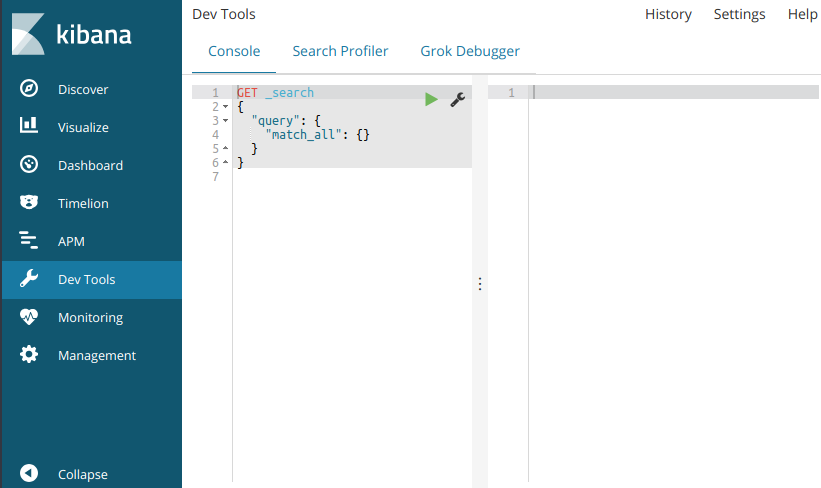 kibana
Discover
Visualize
Dashboard
Timelion
APM
Dev Tools
Monitoring
Management
Collapse
Dev Tools
History Settings Help
Console Search Profiler Grok Debugger
1 GET _search
2 {
3 "query": {
4 "match_all": {}
5 }
6 }
7
1